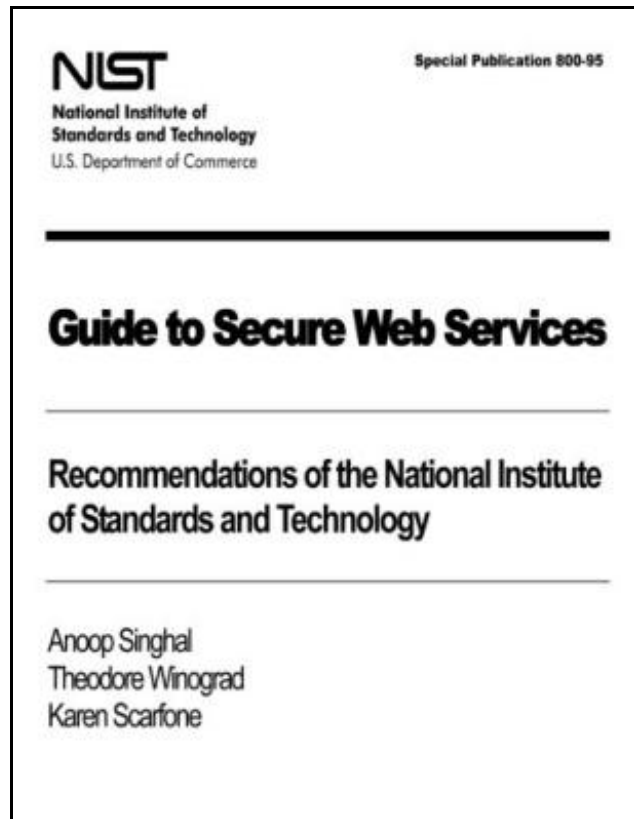 NIST
Special Publication 800-95
National Institute of
Standards and Technology
U.S. Department of Commerce
Guide to Secure Web Services
Recommendations of the National Institute
of Standards and Technology
Anoop Singhal
Theodore Winograd
Karen Scarfone